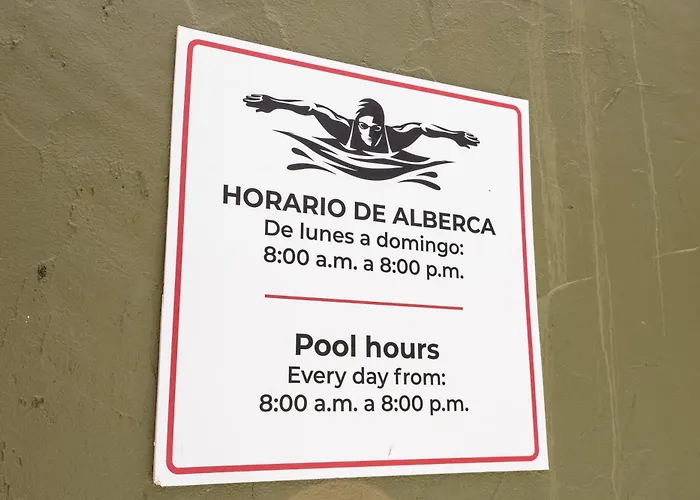 HORARIO DE ALBERCA
De lunes a domingo:
8:00 a.m. a 8:00 p.m.
Pool hours
Every day from:
8:00 a.m. a 8:00 p.m.